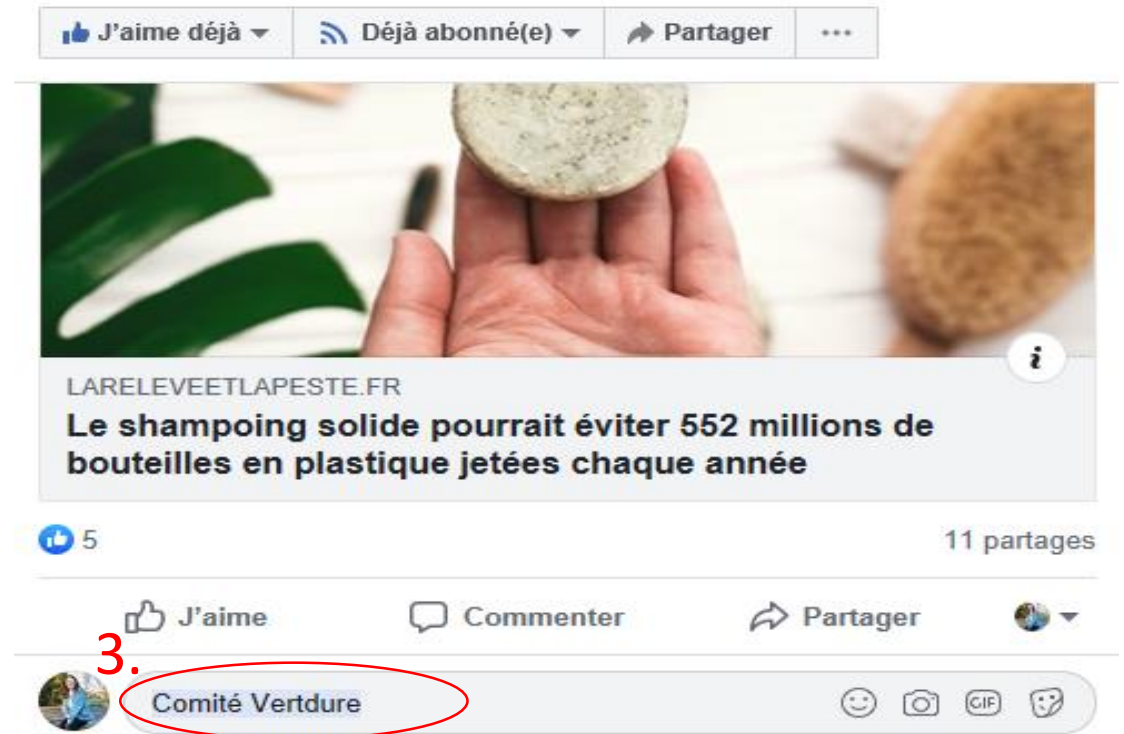 J'aime déjà Déjà abonné(e) Partager ...
i
LARELEVEETLAPESTE.FR
Le shampoing solide pourrait éviter 552 millions de
bouteilles en plastique jetées chaque année
5 11 partages
J'aime Commenter Partager
3.
Comité Vertdure GIF